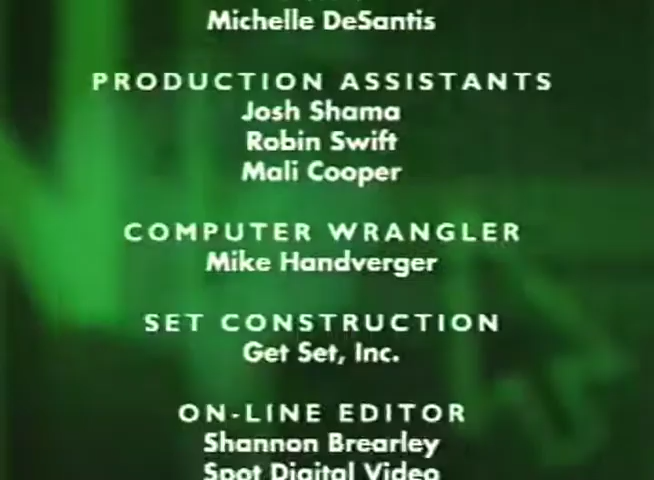 Michelle DeSantis
PRODUCTION ASSISTANTS
Josh Shama
Robin Swift
Mali Cooper
COMPUTER WRANGLER
Mike Handverger
SET CONSTRUCTION
Get Set, Inc.
ON-LINE EDITOR
Shannon Brearley
Spot Digital Video